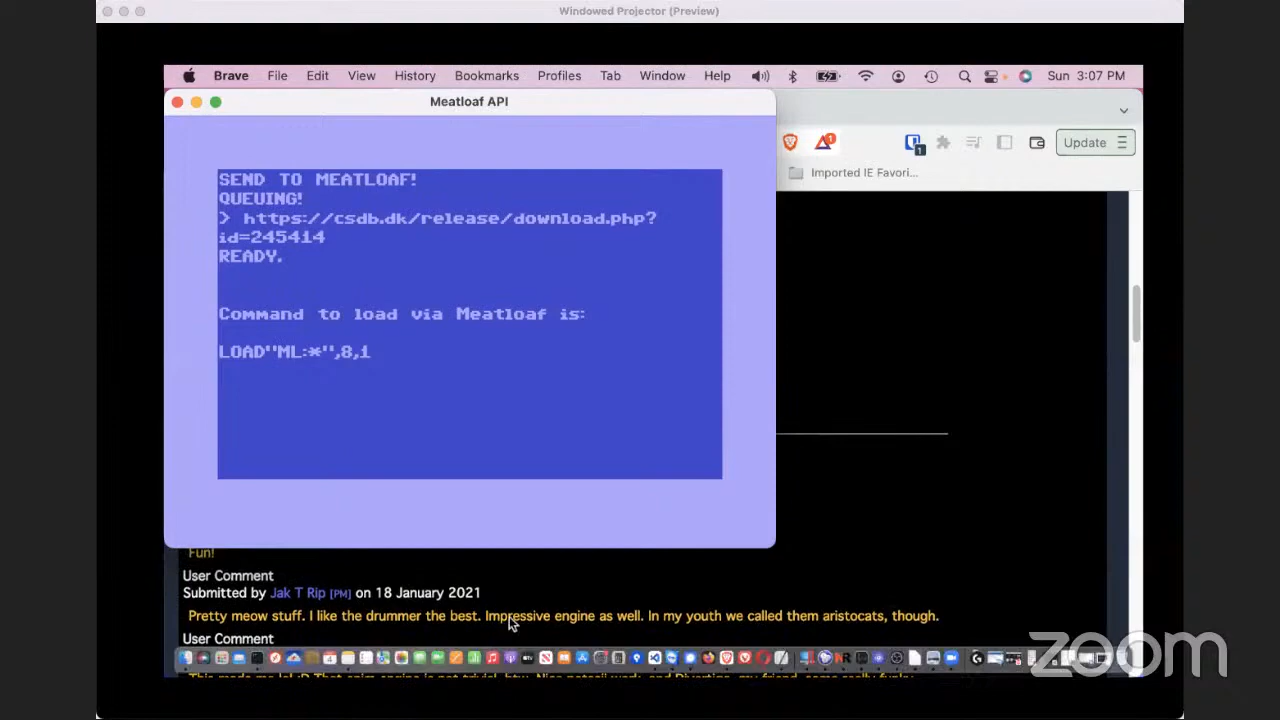 Windowed Projector (Preview)
Brave File Edit View History Bookmarks Profiles Tab Window Help Sun 3:07 PM
Meatloaf API
1
1
Update
Imported IE Favori...
SEND TO MEATLOAF!
QUEUING!
> https://csdb.dk/release/download.php?
id=245414
READY.
Command to load via Meatloaf is:
LOAD"ML:*",8,1
Fun!
User Comment
Submitted by Jak T Rip [PM] on 18 January 2021
Pretty meow stuff. I like the drummer the best. Impressive engine as well. In my youth we called them aristocats, though.
User Comment
zoom